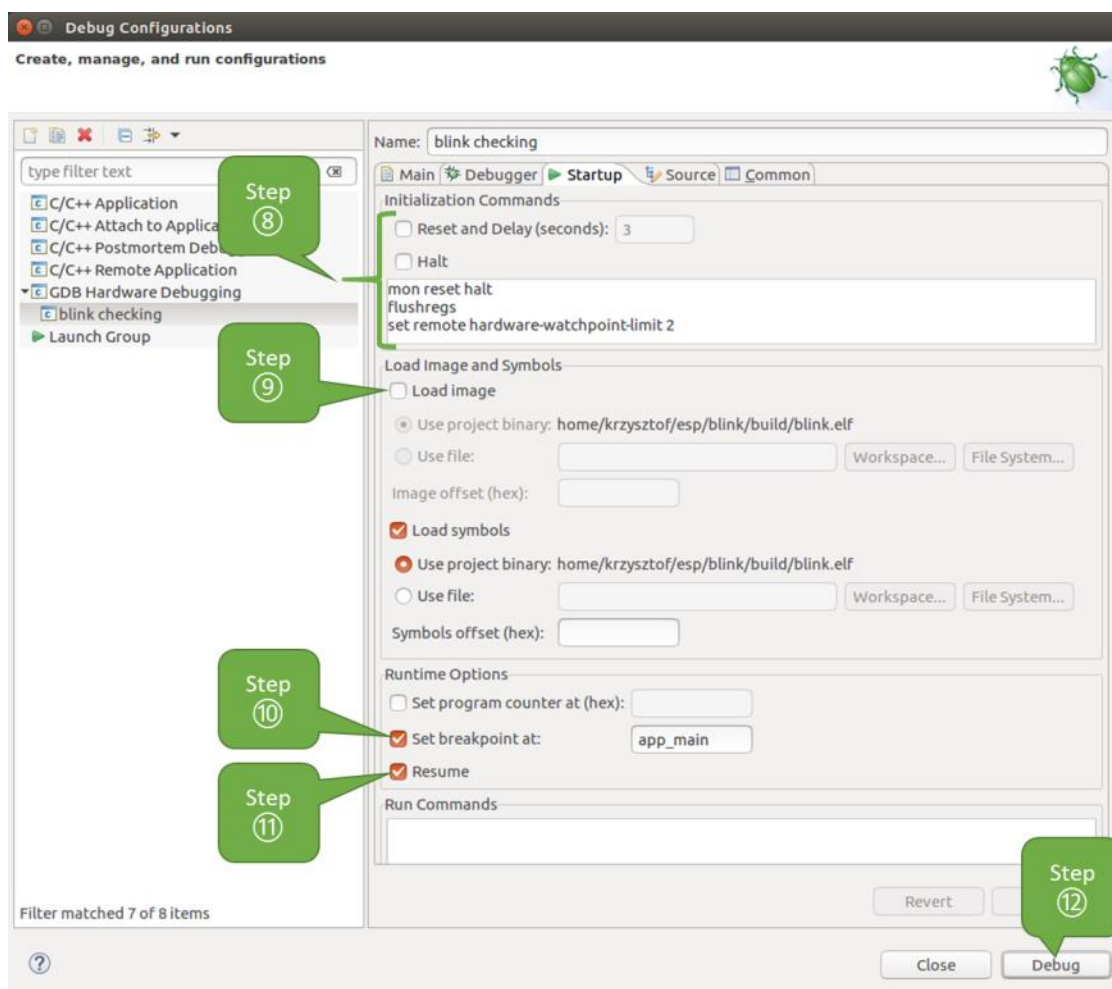 Debug Configurations
Create, manage, and run configurations
type filter text
C/C++ Application
C/C++ Attach to Applica
C/C++ Postmortem Debugg
C/C++ Remote Application
GDB Hardware Debugging
blink checking
Launch Group
Filter matched 7 of 8 items
Name: blink checking
Main Debugger Startup Source Common
Initialization Commands
Reset and Delay (seconds): 3
Halt
mon reset halt
flushregs
set remote hardware-watchpoint-limit 2
Load Image and Symbols
Load image
Use project binary: home/krzysztof/esp/blink/build/blink.elf
Use file: Workspace... File System...
Image offset (hex):
Load symbols
Use project binary: home/krzysztof/esp/blink/build/blink.elf
Use file: Workspace... File System...
Symbols offset (hex):
Runtime Options
Set program counter at (hex):
Set breakpoint at: app_main
Resume
Run Commands
Revert
Close Debug
Step
⑧
Step
⑨
Step
⑩
Step
⑪
Step
⑫